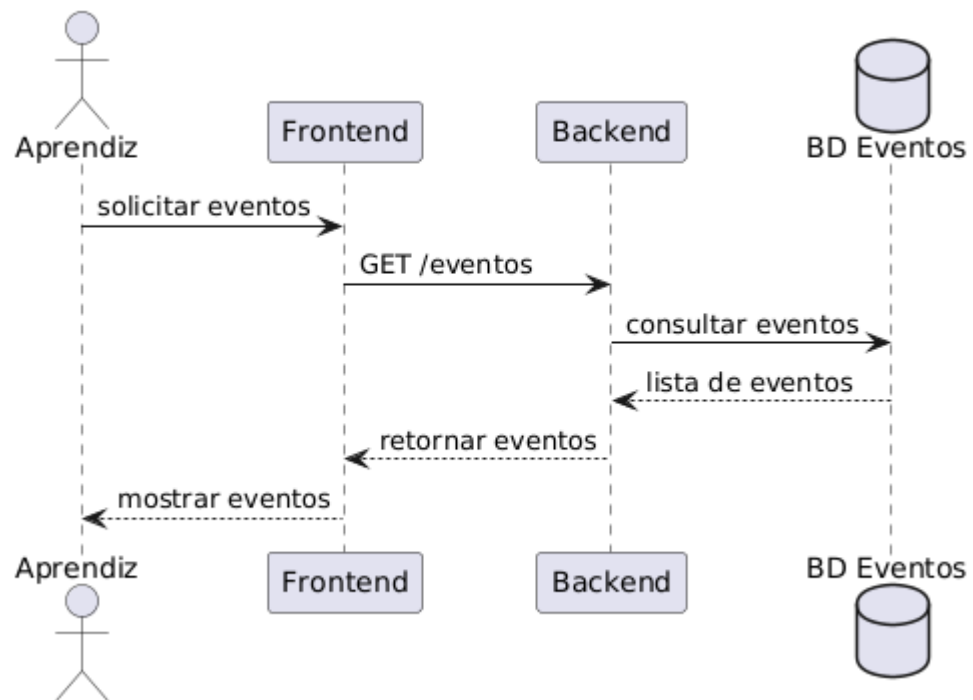 Aprendiz
Frontend
Backend
BD Eventos
solicitar eventos
GET /eventos
consultar eventos
lista de eventos
retornar eventos
mostrar eventos
Aprendiz
Frontend
Backend
BD Eventos